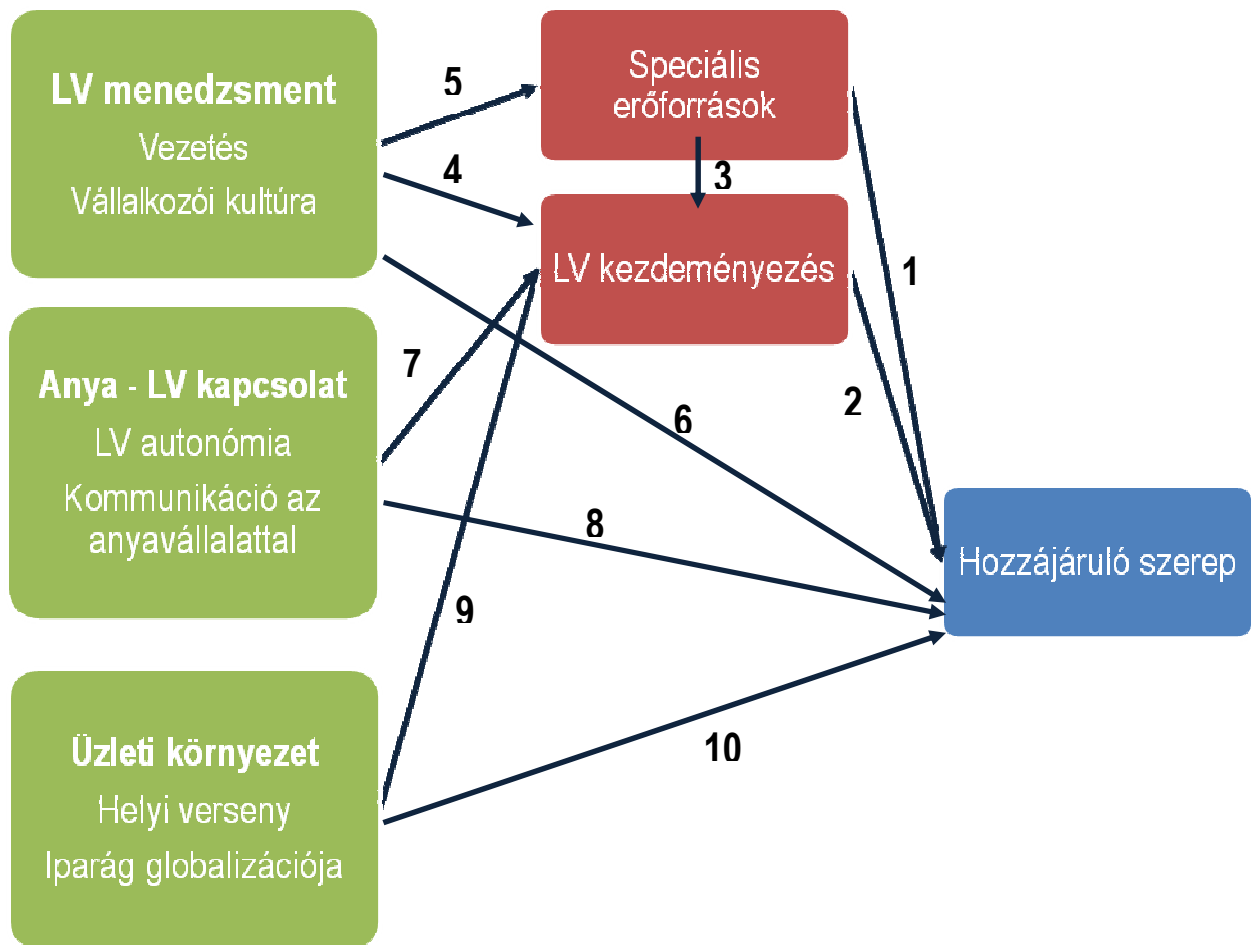 LV menedzsment
Vezetés
Vállalkozói kultúra
5
4
Speciális
erőforrások
3
LV kezdeményezés
1
2
Anya - LV kapcsolat
LV autonómia
Kommunikáció az
anyavállalattal
7
6
8
9
Hozzájáruló szerep
Üzleti környezet
Helyi verseny
Iparág globalizációja
10